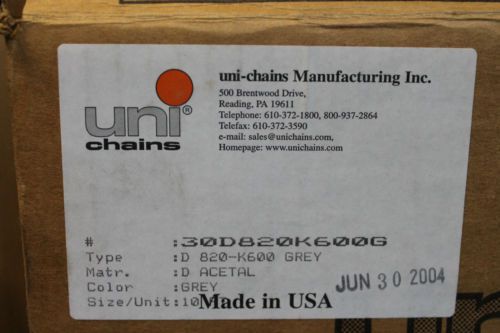 uni®
chains
uni-chains Manufacturing Inc.
500 Brentwood Drive,
Reading, PA 19611
Telephone: 610-372-1800, 800-937-2864
Telefax: 610-372-3590
e-mail: sales@unichains.com,
Homepage: www.unichains.com
# :30D820K600G
Type :D 820-K600 GREY
Matr. :D ACETAL
Color :GREY
JUN 30 2004
Size/Unit:10
Made in USA